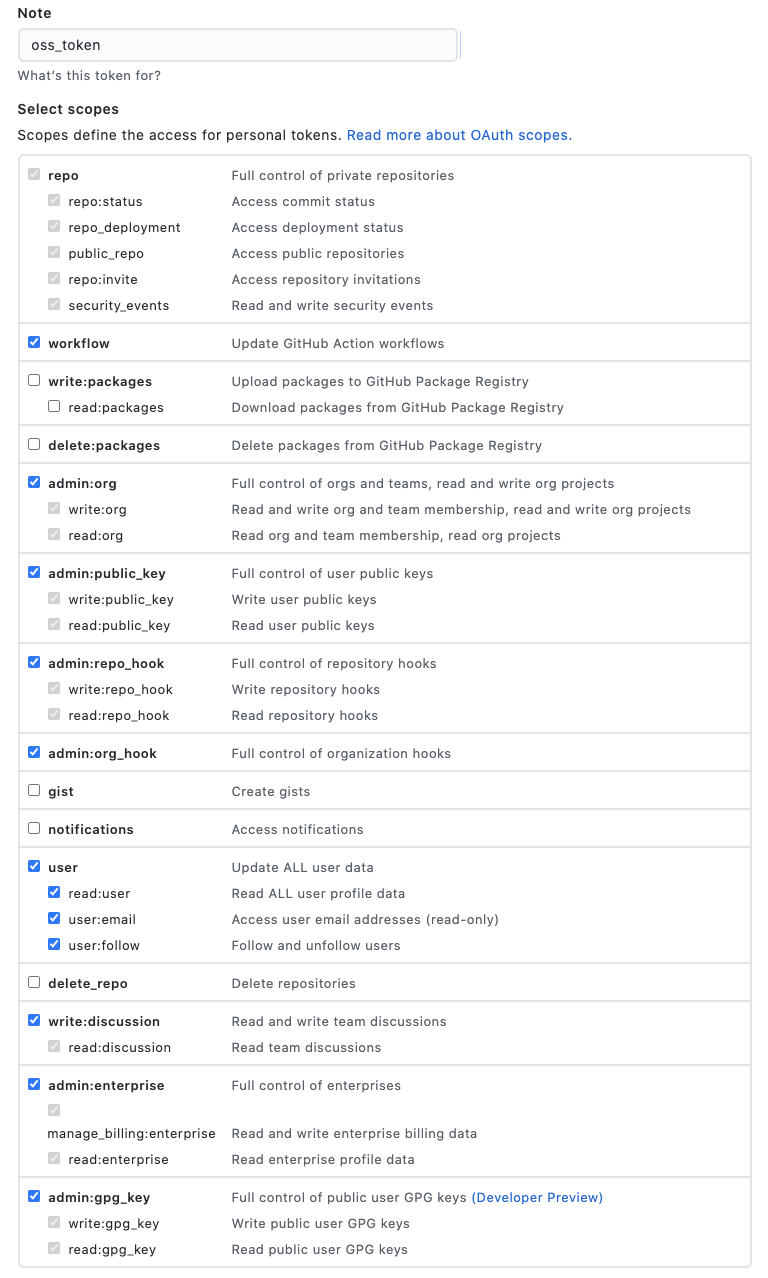 Note
oss_token
What's this token for?
Select scopes
Scopes define the access for personal tokens. Read more about OAuth scopes.
repo Full control of private repositories
repo:status Access commit status
repo_deployment Access deployment status
public_repo Access public repositories
repo:invite Access repository invitations
security_events Read and write security events
workflow Update GitHub Action workflows
write:packages Upload packages to GitHub Package Registry
read:packages Download packages from GitHub Package Registry
delete:packages Delete packages from GitHub Package Registry
admin:org Full control of orgs and teams, read and write org projects
write:org Read and write org and team membership, read and write org projects
read:org Read org and team membership, read org projects
admin:public_key Full control of user public keys
write:public_key Write user public keys
read:public_key Read user public keys
admin:repo_hook Full control of repository hooks
write:repo_hook Write repository hooks
read:repo_hook Read repository hooks
admin:org_hook Full control of organization hooks
gist Create gists
notifications Access notifications
user Update ALL user data
read:user Read ALL user profile data
user:email Access user email addresses (read-only)
user:follow Follow and unfollow users
delete_repo Delete repositories
write:discussion Read and write team discussions
read:discussion Read team discussions
admin:enterprise Full control of enterprises
manage_billing:enterprise Read and write enterprise billing data
read:enterprise Read enterprise profile data
admin:gpg_key Full control of public user GPG keys (Developer Preview)
write:gpg_key Write public user GPG keys
read:gpg_key Read public user GPG keys